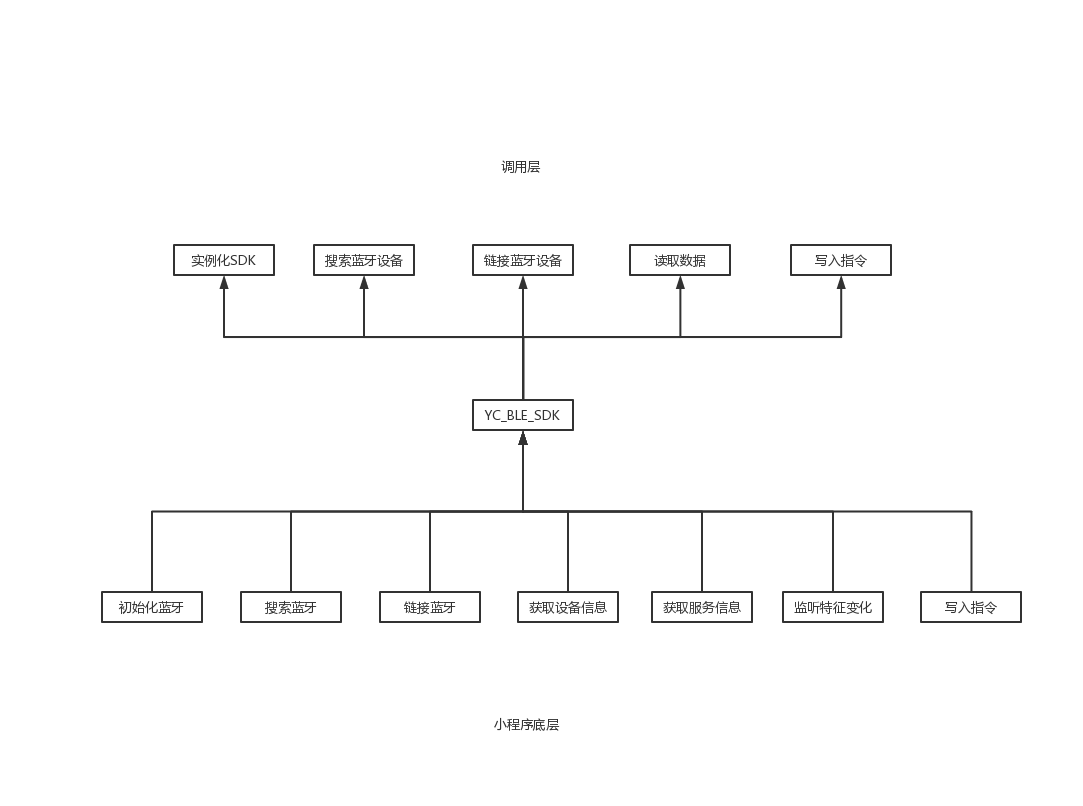 调用层
实例化SDK
搜索蓝牙设备
链接蓝牙设备
读取数据
写入指令
YC_BLE_SDK
初始化蓝牙
搜索蓝牙
链接蓝牙
获取设备信息
获取服务信息
监听特征变化
写入指令
小程序底层